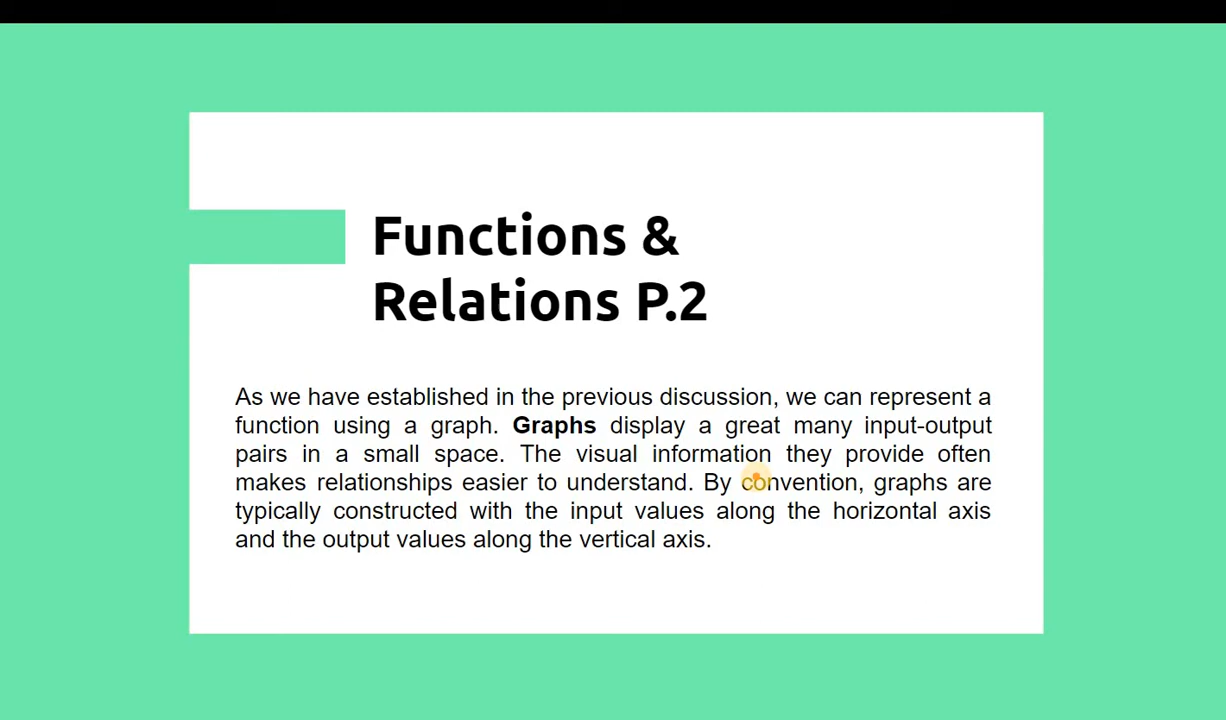 Functions &
Relations P.2
As we have established in the previous discussion, we can represent a
function using a graph. Graphs display a great many input-output
pairs in a small space. The visual information they provide often
makes relationships easier to understand. By convention, graphs are
typically constructed with the input values along the horizontal axis
and the output values along the vertical axis.